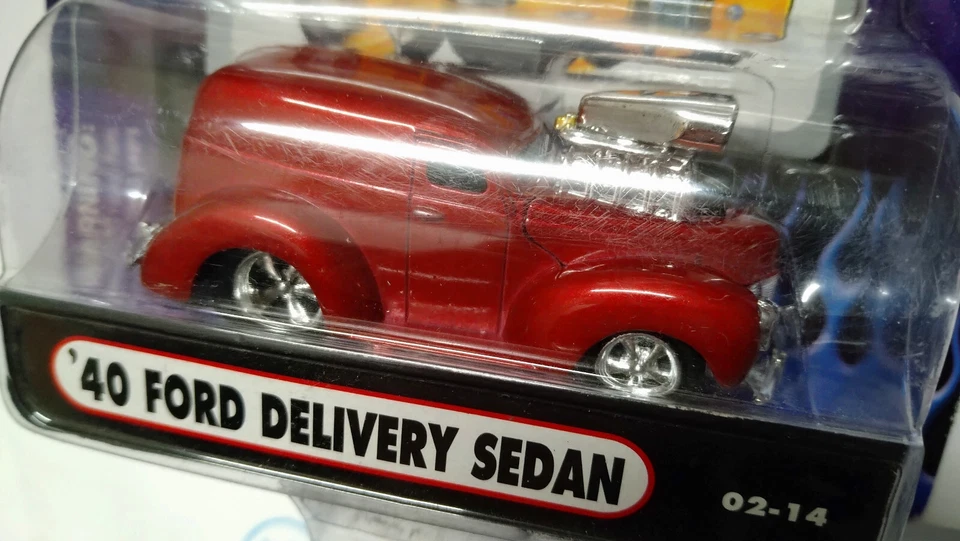 '40 FORD DELIVERY SEDAN
02-14